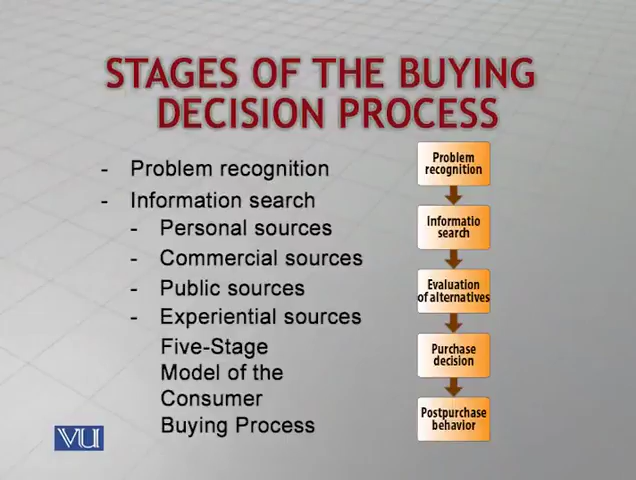 STAGES OF THE BUYING
DECISION PROCESS
- Problem recognition
- Information search
- Personal sources
- Commercial sources
- Public sources
- Experiential sources
Five-Stage
Model of the
Consumer
Buying Process
Problem
recognition
Informatio
search
Evaluation
of alternatives
Purchase
decision
Postpurchase
behavior
VU